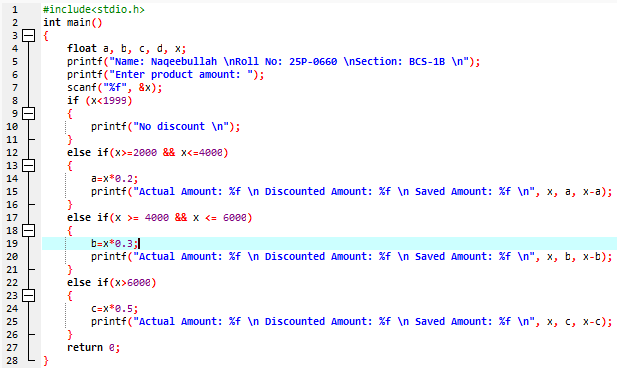 1 #include<stdio.h>
2 int main()
3 {
4 float a, b, c, d, x;
5 printf("Name: Naqeebullah \nRoll No: 25P-0660 \nSection: BCS-1B \n");
6 printf("Enter product amount: ");
7 scanf("%f", &x);
8 if (x<1999)
9 {
10 printf("No discount \n");
11 }
12 else if(x>=2000 && x<=4000)
13 {
14 a=x*0.2;
15 printf("Actual Amount: %f \n Discounted Amount: %f \n Saved Amount: %f \n", x, a, x-a);
16 }
17 else if(x >= 4000 && x <= 6000)
18 {
19 b=x*0.3;
20 printf("Actual Amount: %f \n Discounted Amount: %f \n Saved Amount: %f \n", x, b, x-b);
21 }
22 else if(x>6000)
23 {
24 c=x*0.5;
25 printf("Actual Amount: %f \n Discounted Amount: %f \n Saved Amount: %f \n", x, c, x-c);
26 }
27 return 0;
28 }